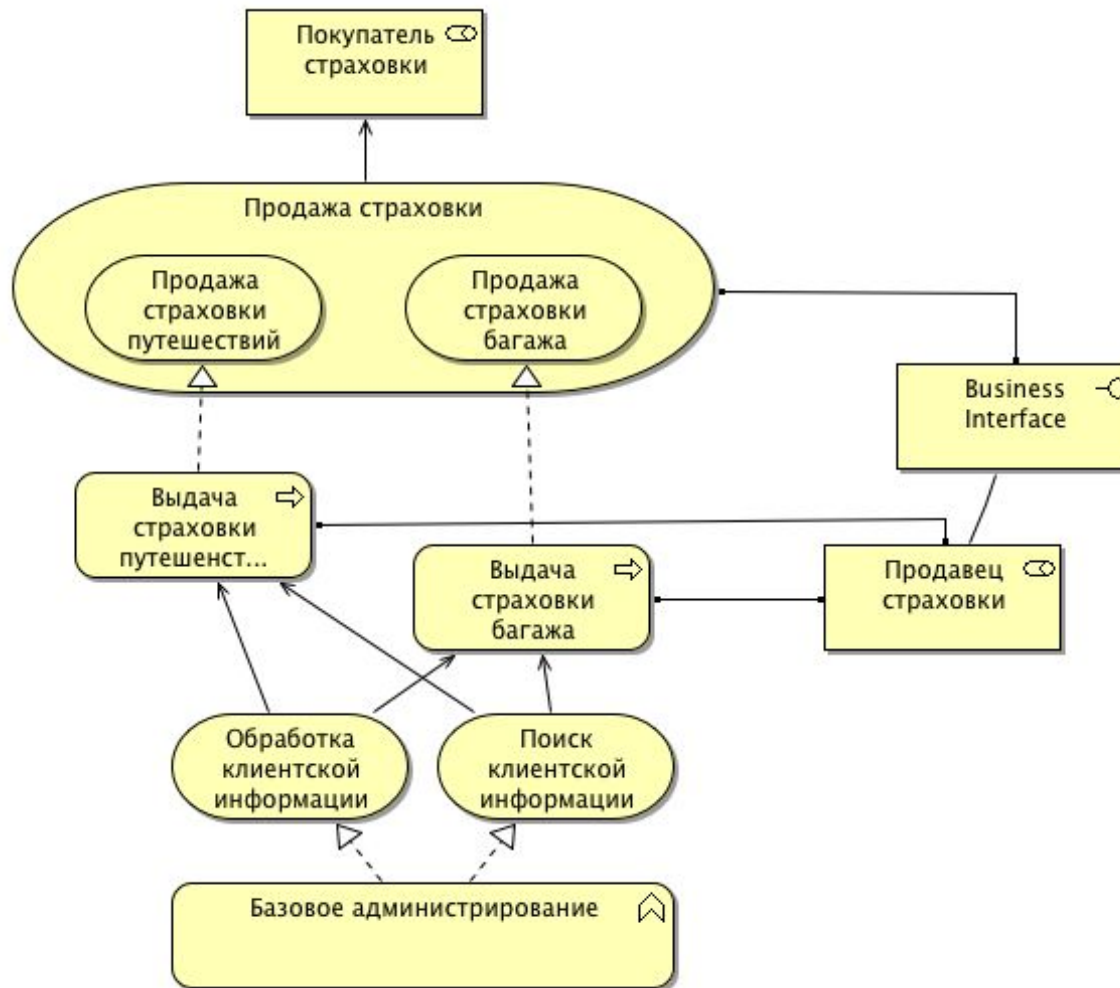 Покупатель
страховки
Продажа страховки
Продажа
страховки
путешествий
Продажа
страховки
багажа
Business
Interface
Выдача
страховки
путешенст...
Выдача
страховки
багажа
Продавец
страховки
Обработка
клиентской
информации
Поиск
клиентской
информации
Базовое администрирование